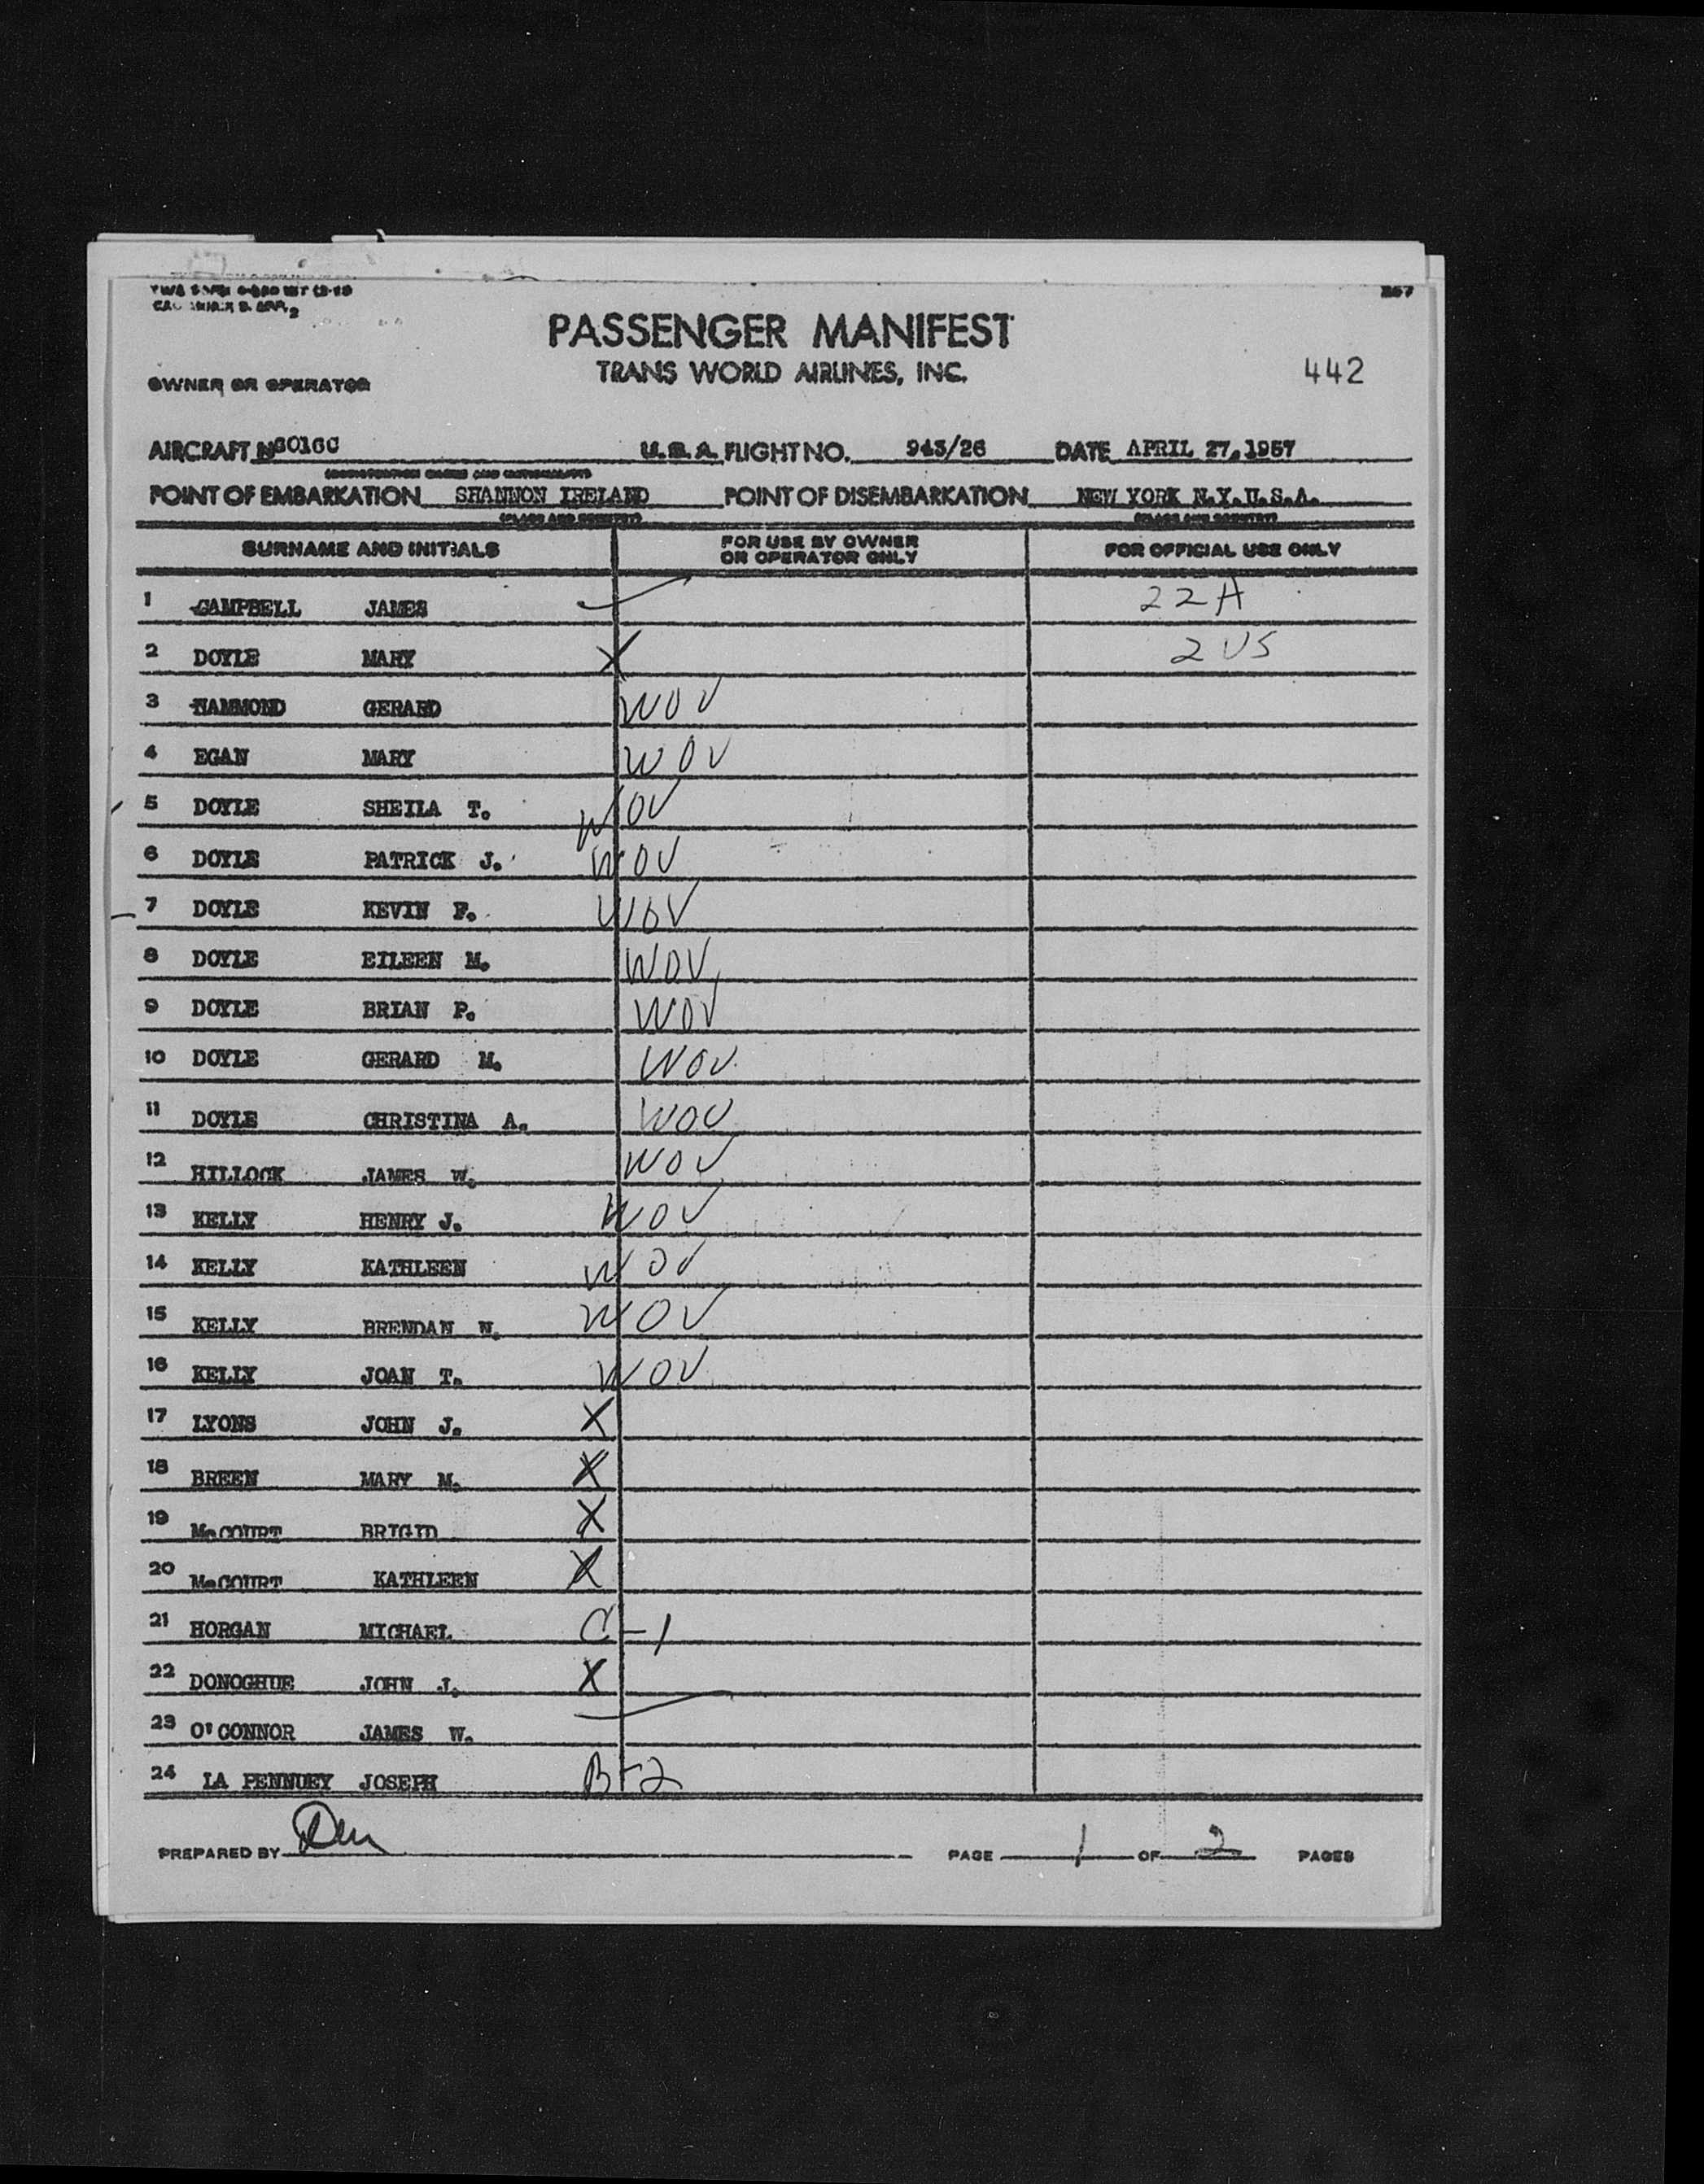 PASSENGER MANIFEST
TRANS WORLD AIRLINES, INC.
OWNER OR OPERATOR 442
AIRCRAFT U.S.A. FLIGHT NO. 943/26 DATE APRIL 27, 1957
POINT OF EMBARKATION SHANNON IRELAND POINT OF DISEMBARKATION NEW YORK N.Y.U.S.A.
(PLACE AND COUNTRY) (PLACE AND COUNTRY)
SURNAME AND INITIALS FOR USE BY OWNER OR OPERATOR ONLY FOR OFFICIAL USE ONLY
1 CAMPBELL JAMES 22A
2 DOYLE MARY X 2 US
3 HAMMOND GERARD WOV
4 EGAN MARY WOV
5 DOYLE SHEILA T. WOV
6 DOYLE PATRICK J. WOV
7 DOYLE KEVIN F. WOV
8 DOYLE EILEEN M. WOV
9 DOYLE BRIAN P. WOV
10 DOYLE GERARD M. WOV
11 DOYLE CHRISTINA A. WOV
12 HILLOCK JAMES W. WOV
13 KELLY HENRY J. WOV
14 KELLY KATHLEEN WOV
15 KELLY BRENDAN N. WOV
16 KELLY JOAN T. WOV
17 LYONS JOHN J. X
18 BREEN MARY M. X
19 McCOURT BRIGID X
20 McCOURT KATHLEEN X
21 HORGAN MICHAEL C-1
22 DONOGHUE JOHN J. X
23 O'CONNOR JAMES W.
24 LA PENNUEY JOSEPH B-2
PREPARED BY PAGE 1 OF 2 PAGES